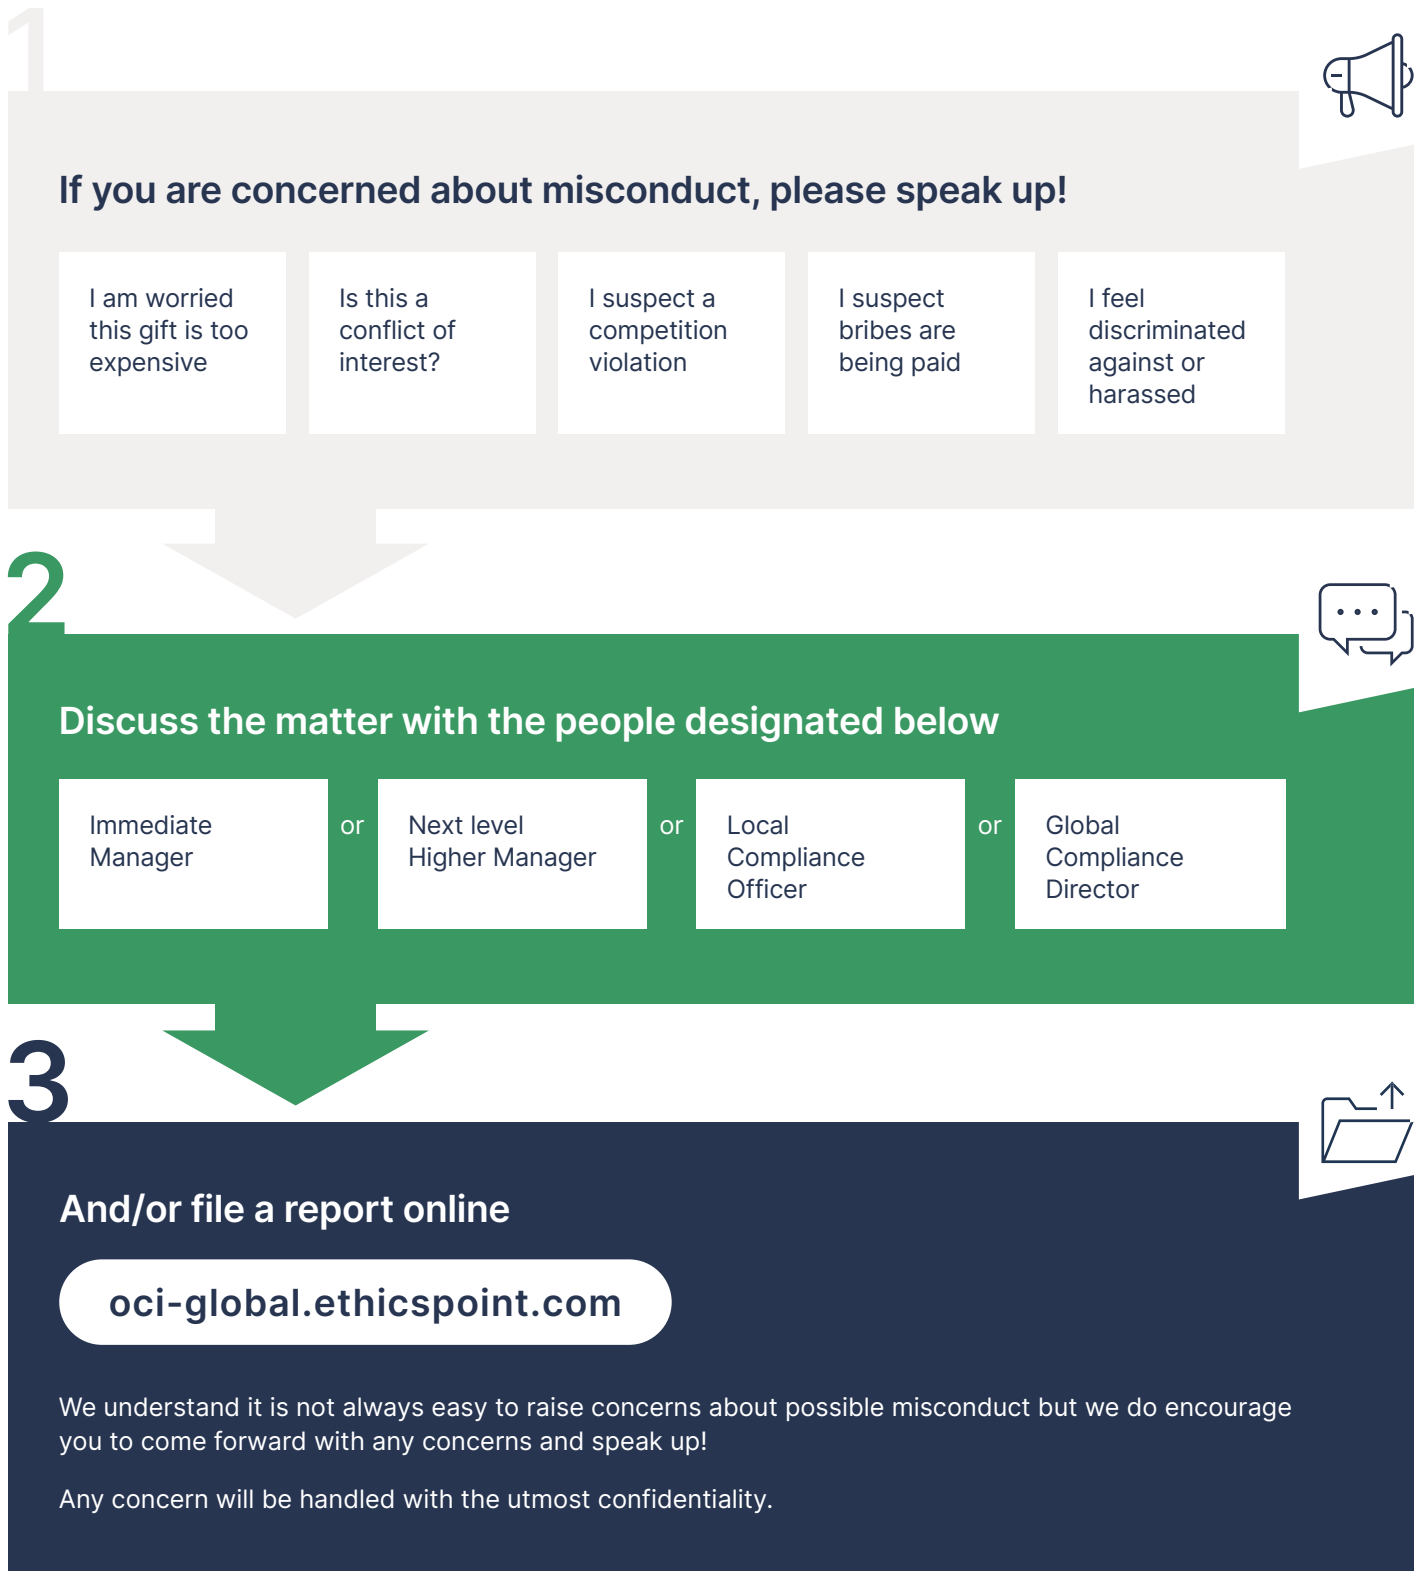 1
If you are concerned about misconduct, please speak up!
I am worried
this gift is too
expensive
Is this a
conflict of
interest?
I suspect a
competition
violation
I suspect
bribes are
being paid
I feel
discriminated
against or
harassed
2
Discuss the matter with the people designated below
Immediate
Manager
or
Next level
Higher Manager
or
Local
Compliance
Officer
or
Global
Compliance
Director
3
And/or file a report online
oci-global.ethicspoint.com
We understand it is not always easy to raise concerns about possible misconduct but we do encourage
you to come forward with any concerns and speak up!
Any concern will be handled with the utmost confidentiality.